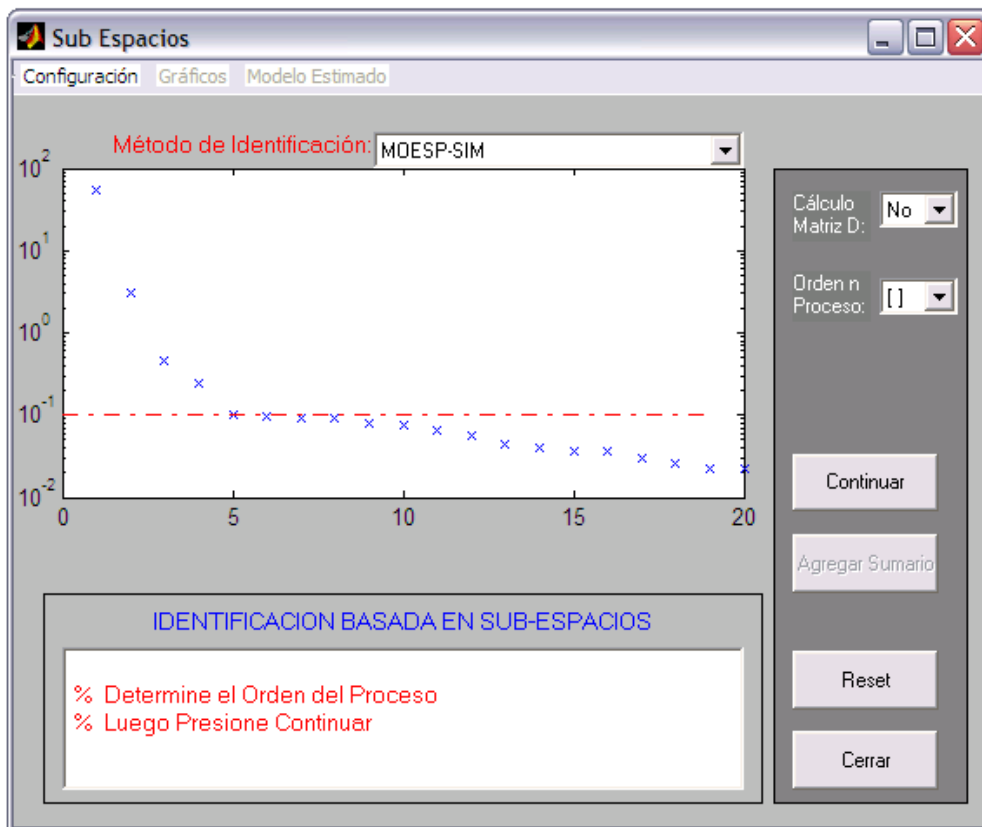 Sub Espacios
Configuración Gráficos Modelo Estimado
Método de Identificación: MOESP-SIM
10^2
10^1
10^0
10^-1
10^-2
0 5 10 15 20
Cálculo
Matriz D: No
Orden n
Proceso: [ ]
Continuar
Agregar Sumario
Reset
Cerrar
IDENTIFICACION BASADA EN SUB-ESPACIOS
% Determine el Orden del Proceso
% Luego Presione Continuar